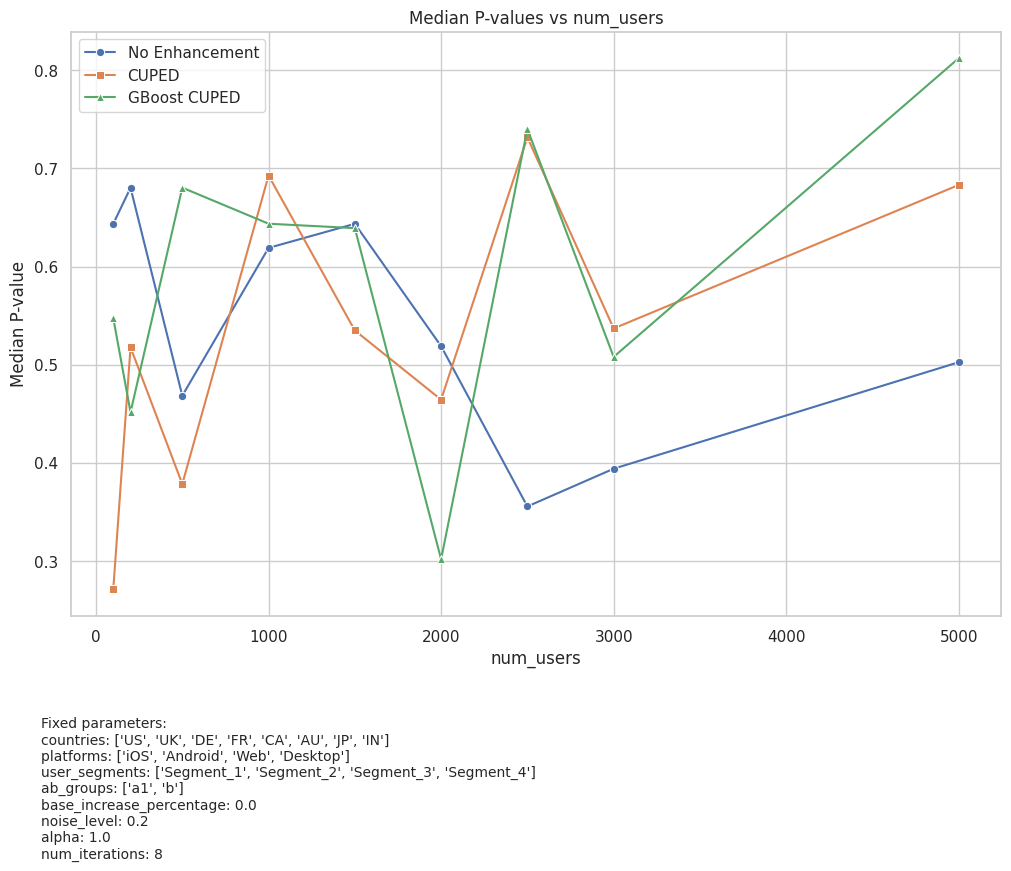 Median P-values vs num_users
No Enhancement
CUPED
GBoost CUPED
Median P-value
0.8
0.7
0.6
0.5
0.4
0.3
0
1000
2000
3000
4000
5000
num_users
Fixed parameters:
countries: ['US', 'UK', 'DE', 'FR', 'CA', 'AU', 'JP', 'IN']
platforms: ['iOS', 'Android', 'Web', 'Desktop']
user_segments: ['Segment_1', 'Segment_2', 'Segment_3', 'Segment_4']
ab_groups: ['a1', 'b']
base_increase_percentage: 0.0
noise_level: 0.2
alpha: 1.0
num_iterations: 8